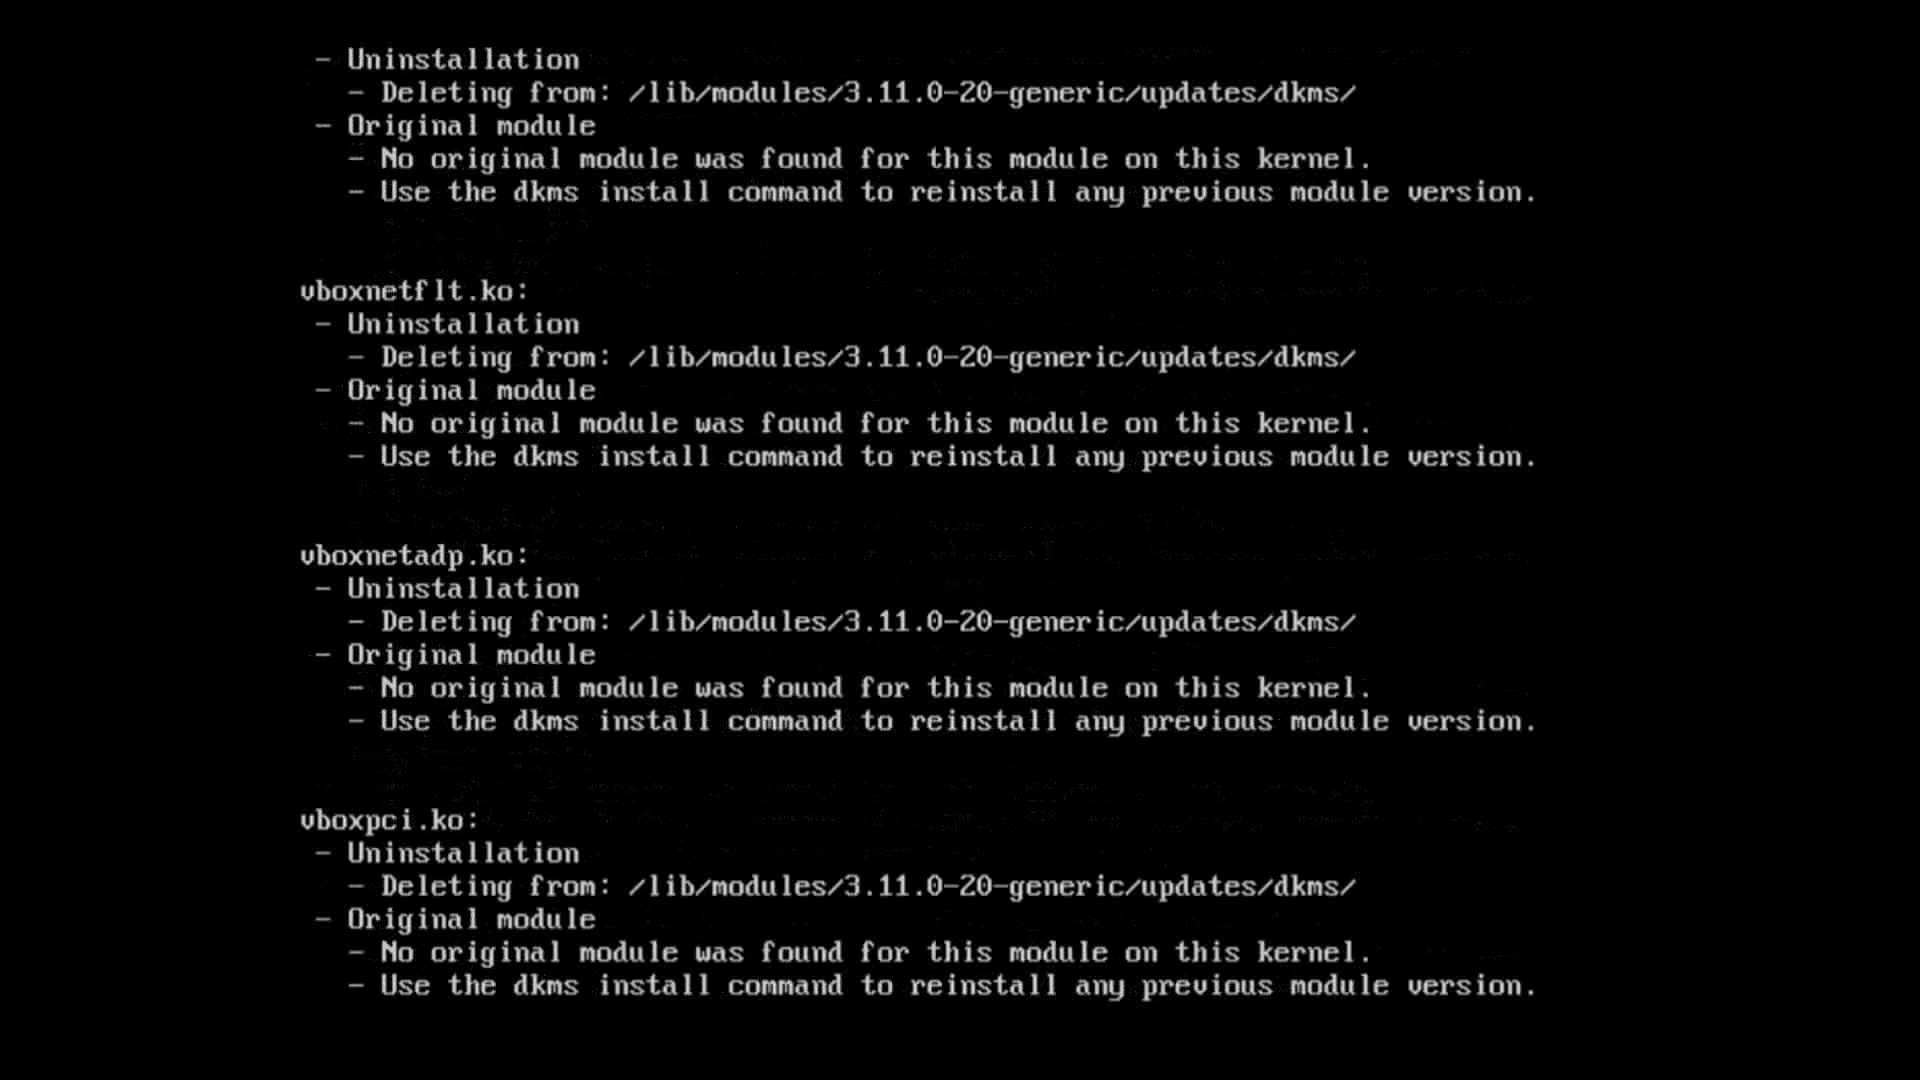 - Uninstallation
- Deleting from: /lib/modules/3.11.0-20-generic/updates/dkms/
- Original module
- No original module was found for this module on this kernel.
- Use the dkms install command to reinstall any previous module version.
vboxnetflt.ko:
- Uninstallation
- Deleting from: /lib/modules/3.11.0-20-generic/updates/dkms/
- Original module
- No original module was found for this module on this kernel.
- Use the dkms install command to reinstall any previous module version.
vboxnetadp.ko:
- Uninstallation
- Deleting from: /lib/modules/3.11.0-20-generic/updates/dkms/
- Original module
- No original module was found for this module on this kernel.
- Use the dkms install command to reinstall any previous module version.
vboxpci.ko:
- Uninstallation
- Deleting from: /lib/modules/3.11.0-20-generic/updates/dkms/
- Original module
- No original module was found for this module on this kernel.
- Use the dkms install command to reinstall any previous module version.